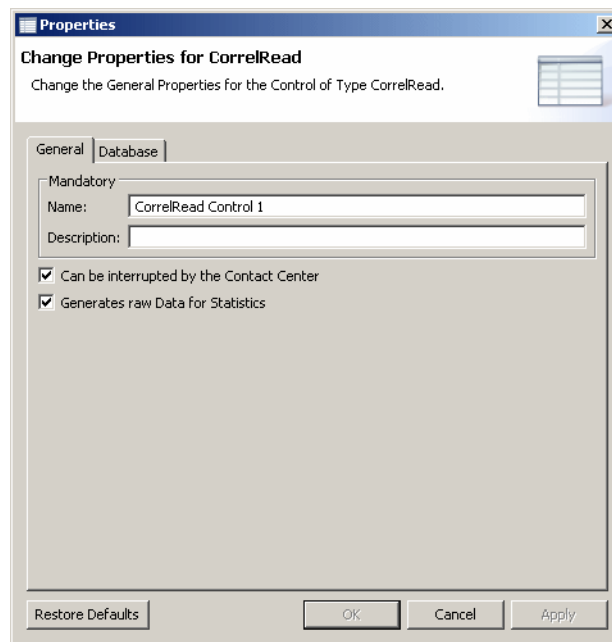 Properties
Change Properties for CorrelRead
Change the General Properties for the Control of Type CorrelRead.
General Database
Mandatory
Name: CorrelRead Control 1
Description:
Can be interrupted by the Contact Center
Generates raw Data for Statistics
Restore Defaults OK Cancel Apply